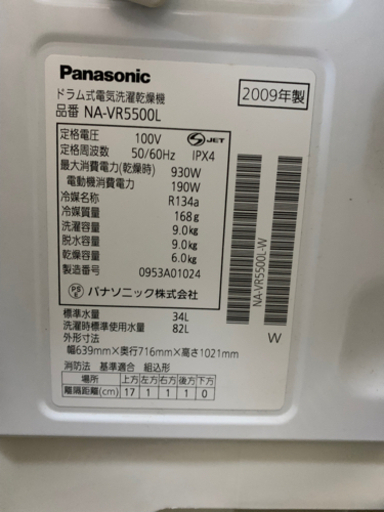 Panasonic
2009年製
ドラム式電気洗濯乾燥機
品番 NA-VR5500L
定格電圧 100V
JET
定格周波数 50/60Hz IPX4
最大消費電力(乾燥時) 930W
電動機消費電力 190W
冷媒名称 R134a
冷媒質量 168g
洗濯容量 9.0kg
脱水容量 9.0kg
乾燥容量 6.0kg
製造番号 0953A01024
PSE パナソニック株式会社
NA-VR5500L-W
標準水量 34L
洗濯時標準使用水量 82L
W
外形寸法
幅639mm×奥行716mm×高さ1021mm
消防法 基準適合 組込形
場所 上方 左方 右方 後方 下方
離隔距離(cm) 17 1 1 1 0